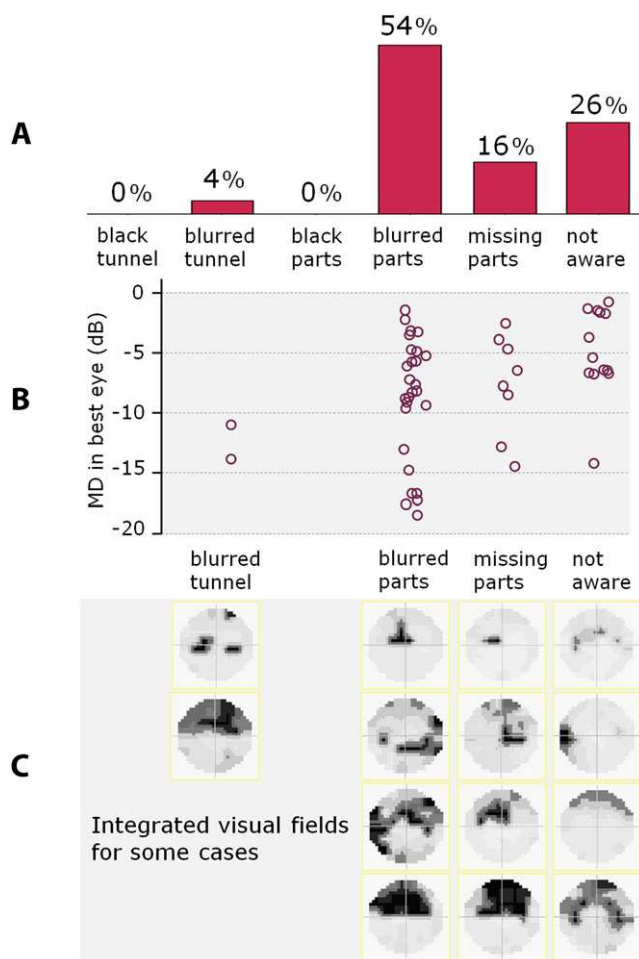 54%
26%
A
16%
0%
4%
0%
black tunnel
blurred tunnel
black parts
blurred parts
missing parts
not aware
B
MD in best eye (dB)
0
-5
-10
-15
-20
blurred tunnel
blurred parts
missing parts
not aware
C
Integrated visual fields
for some cases